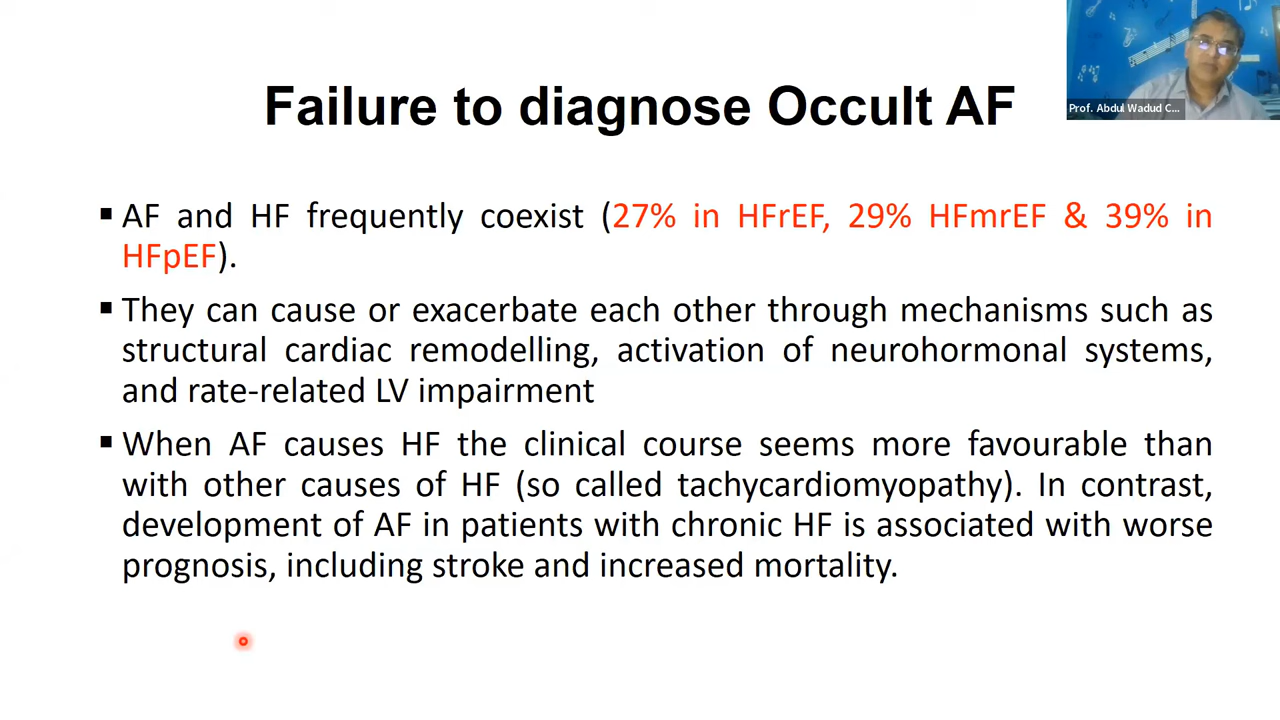 Prof. Abdul Wadud C...
Failure to diagnose Occult AF
▪ AF and HF frequently coexist (27% in HFrEF, 29% HFmrEF & 39% in
HFpEF).
▪ They can cause or exacerbate each other through mechanisms such as
structural cardiac remodelling, activation of neurohormonal systems,
and rate-related LV impairment
▪ When AF causes HF the clinical course seems more favourable than
with other causes of HF (so called tachycardiomyopathy). In contrast,
development of AF in patients with chronic HF is associated with worse
prognosis, including stroke and increased mortality.